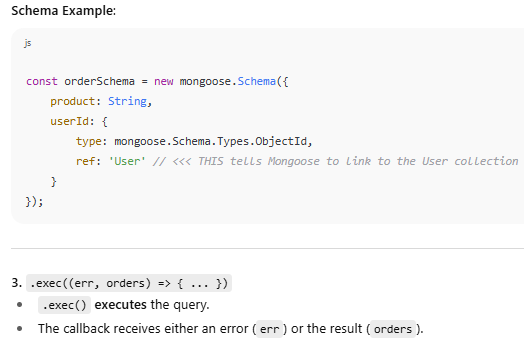 Schema Example:
js
const orderSchema = new mongoose.Schema({
    product: String,
    userId: {
        type: mongoose.Schema.Types.ObjectId,
        ref: 'User' // <<< THIS tells Mongoose to link to the User collection
    }
});
3. .exec((err, orders) => { ... })
• .exec() executes the query.
• The callback receives either an error (err) or the result (orders).